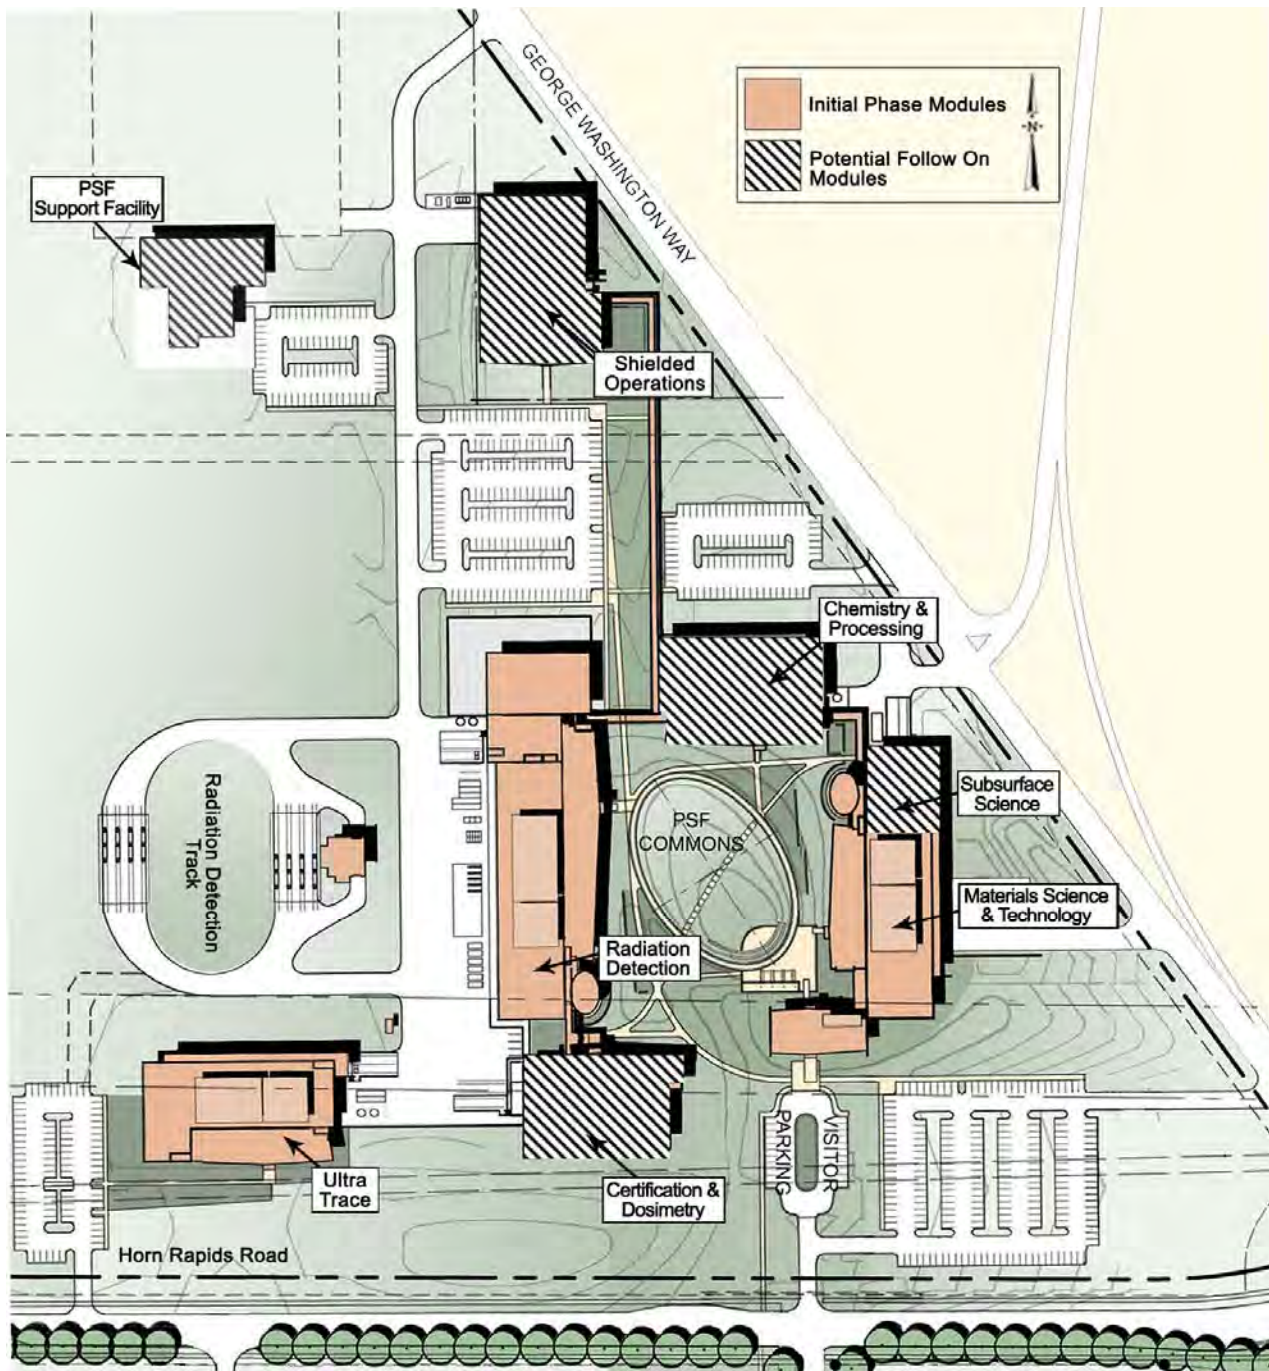 GEORGE WASHINGTON WAY
Initial Phase Modules
-N-
Potential Follow On
Modules
PSF
Support Facility
Shielded
Operations
Chemistry &
Processing
Subsurface
Science
PSF
COMMONS
Radiation Detection
Track
Materials Science
& Technology
Radiation
Detection
VISITOR
PARKING
Ultra
Trace
Certification &
Dosimetry
Horn Rapids Road